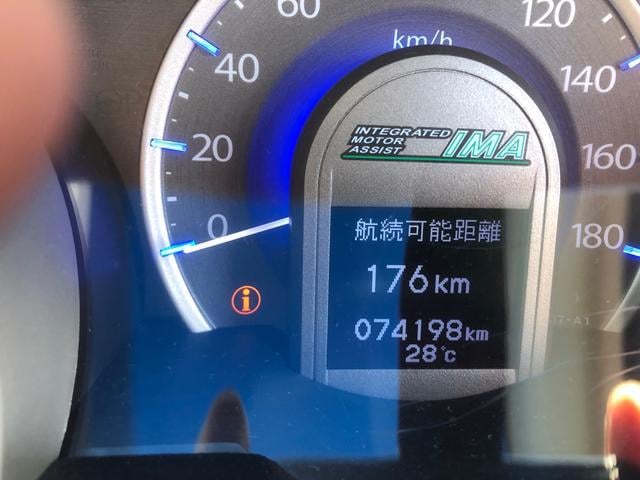 60
km/h
120
40
140
20
160
0
180
INTEGRATED
MOTOR
ASSIST
IMA
航続可能距離
176km
i
074198km
28℃